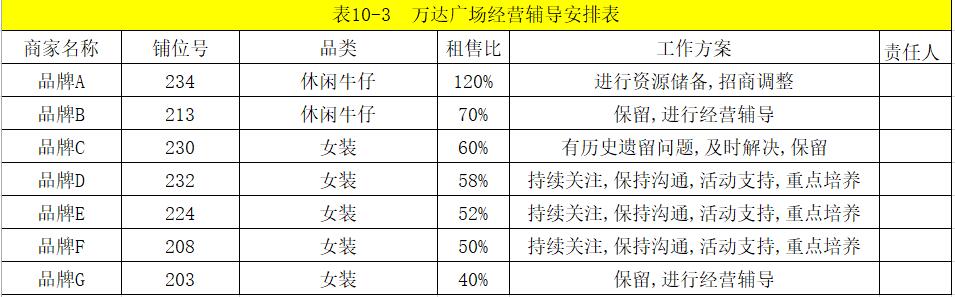 表10-3 万达广场经营辅导安排表
商家名称 铺位号 品类 租售比 工作方案 责任人
品牌A 234 休闲牛仔 120% 进行资源储备,招商调整
品牌B 213 休闲牛仔 70% 保留,进行经营辅导
品牌C 230 女装 60% 有历史遗留问题,及时解决,保留
品牌D 232 女装 58% 持续关注,保持沟通,活动支持,重点培养
品牌E 224 女装 52% 持续关注,保持沟通,活动支持,重点培养
品牌F 208 女装 50% 持续关注,保持沟通,活动支持,重点培养
品牌G 203 女装 40% 保留,进行经营辅导